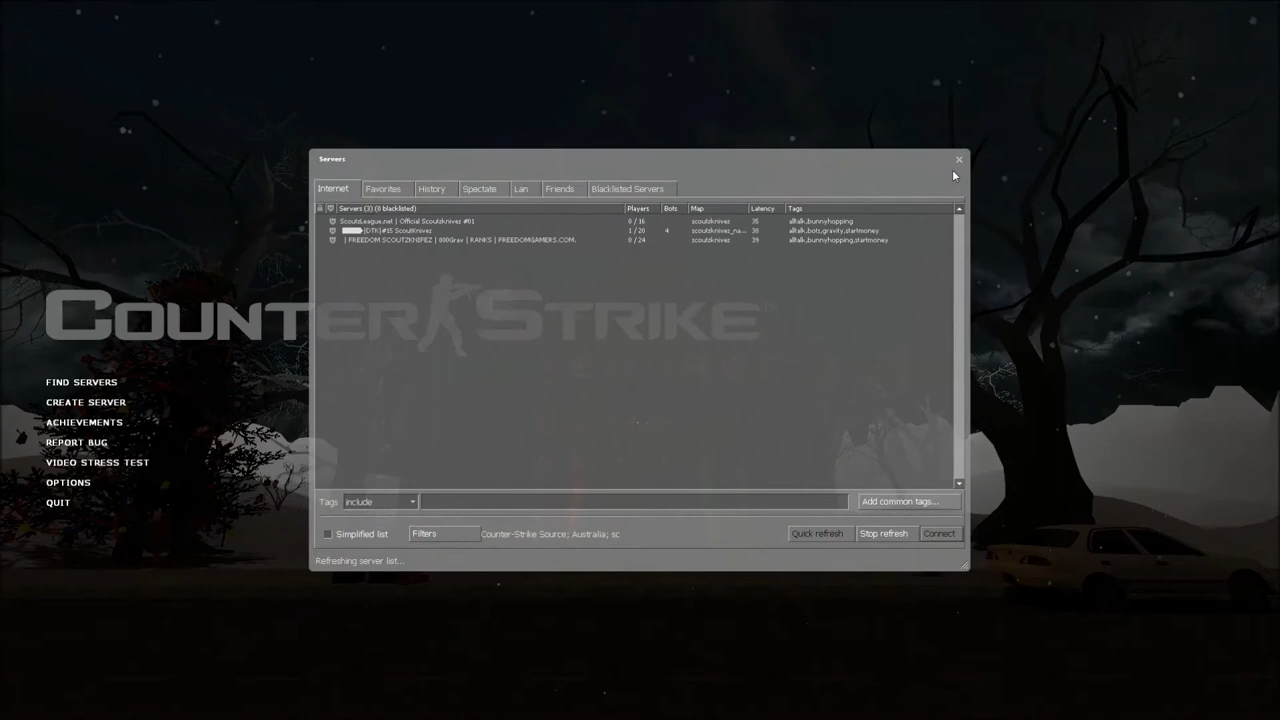 Servers
Internet Favorites History Spectate Lan Friends Blacklisted Servers
Servers (3) (0 blacklisted) Players Bots Map Latency Tags
ScoutsLeague.net | Official Scoutzknivez #01 0 / 16 scoutzknivez 35 alltalk,bunnyhopping
[DTK]#15 ScoutKnivez 1 / 20 4 scoutzknivez_na... 38 alltalk,bots,gravity,startmoney
| FREEDOM SCOUTZKNIFEZ | 800Grav | RANKS | FREEDOMGAMERS.COM. 0 / 24 scoutzknivez 39 alltalk,bunnyhopping,startmoney
COUNTER STRIKE
FIND SERVERS
CREATE SERVER
ACHIEVEMENTS
REPORT BUG
VIDEO STRESS TEST
OPTIONS
QUIT
Tags include Add common tags...
Simplified list Filters Counter-Strike Source; Australia; sc Quick refresh Stop refresh Connect
Refreshing server list...